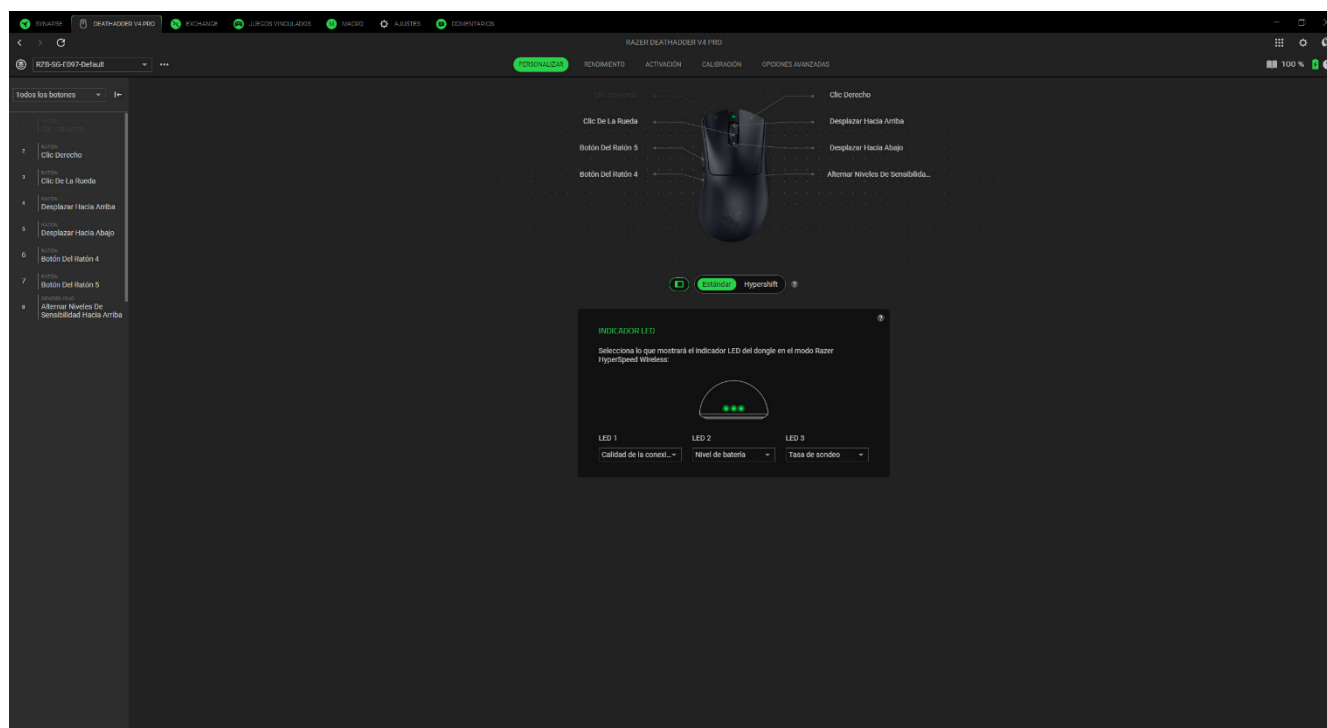 SYNAPSE
DEATHADDER V4 PRO
EXCHANGE
JUEGOS VINCULADOS
MACRO
AJUSTES
COMENTARIOS
RAZER DEATHADDER V4 PRO
RZB-SG-E097-Default
PERSONALIZAR
RENDIMIENTO
ACTIVACIÓN
CALIBRACIÓN
OPCIONES AVANZADAS
100 %
Todos los botones
2
BOTÓN
Clic Derecho
3
BOTÓN
Clic De La Rueda
4
BOTÓN
Desplazar Hacia Arriba
5
BOTÓN
Desplazar Hacia Abajo
6
BOTÓN
Botón Del Ratón 4
7
BOTÓN
Botón Del Ratón 5
8
SENSIBILIDAD
Alternar Niveles De
Sensibilidad Hacia Arriba
Clic Izquierdo
Clic De La Rueda
Botón Del Ratón 5
Botón Del Ratón 4
Clic Derecho
Desplazar Hacia Arriba
Desplazar Hacia Abajo
Alternar Niveles De Sensibilida...
Estándar
Hypershift
?
?
INDICADOR LED
Selecciona lo que mostrará el indicador LED del dongle en el modo Razer
HyperSpeed Wireless:
LED 1
LED 2
LED 3
Calidad de la conexi...
Nivel de batería
Tasa de sondeo